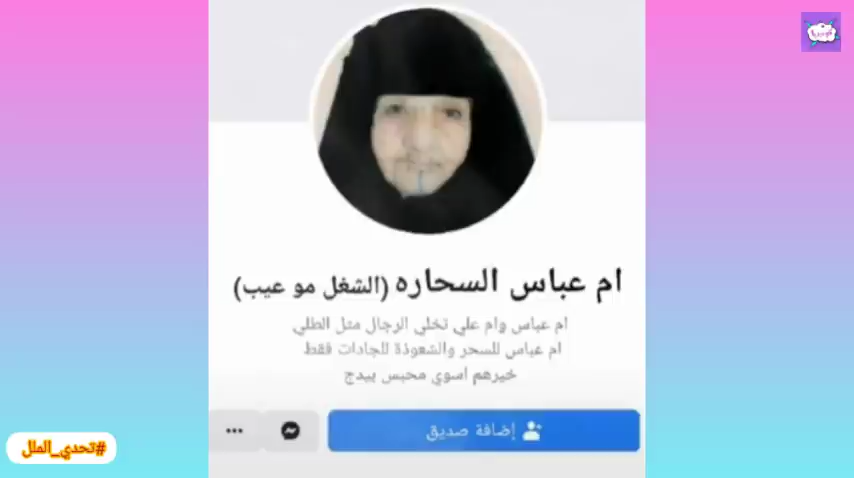 ام عباس السحاره (الشغل مو عيب)
ام عباس وام علي تخلي الرجال مثل الطلي
ام عباس للسحر والشعوذة للجادات فقط
خيرهم اسوي محبس بيدج
إضافة صديق
#تحدي_الملل